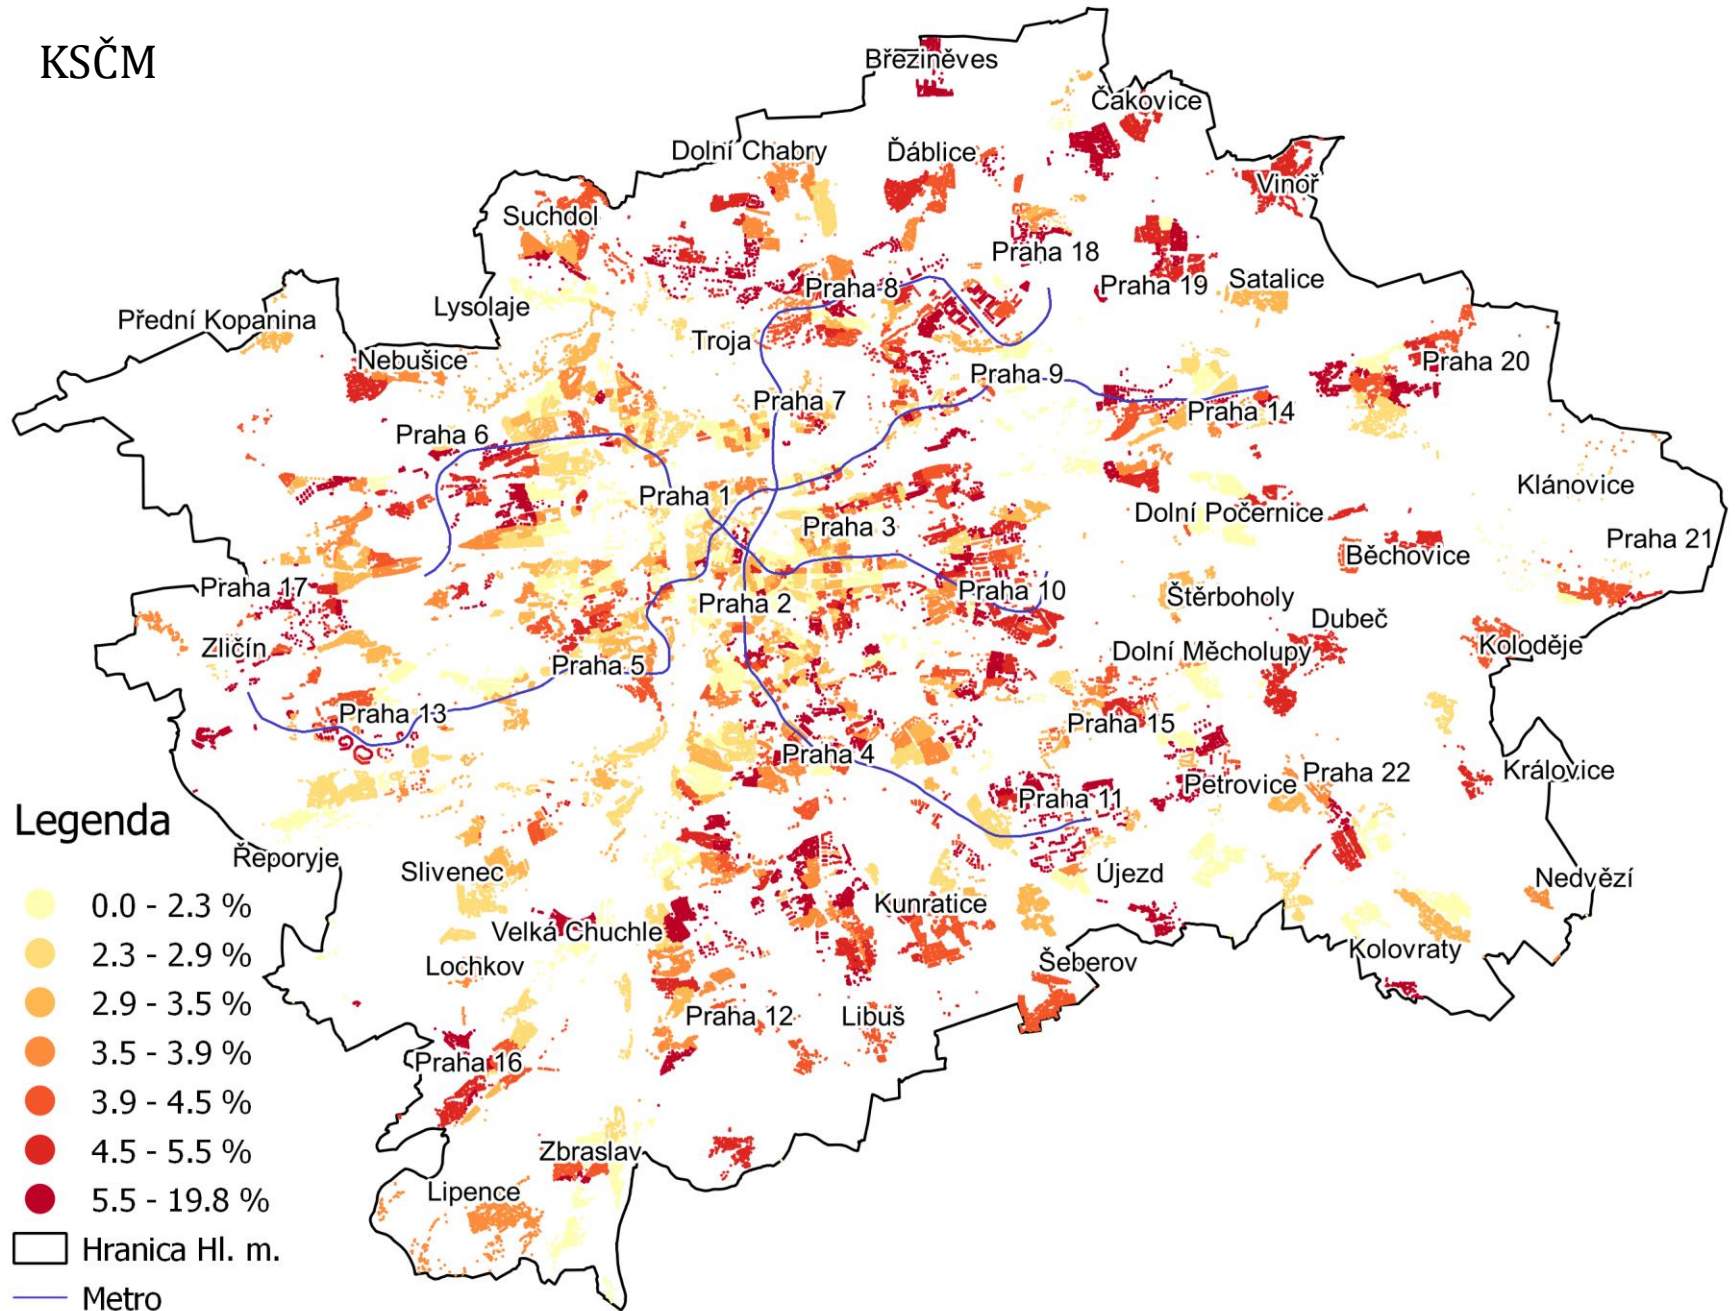 KSČM
Březiněves
Čakovice
Dolní Chabry
Ďáblice
Vinoř
Suchdol
Praha 18
Praha 19
Satalice
Praha 8
Lysolaje
Přední Kopanina
Troja
Nebušice
Praha 20
Praha 9
Praha 7
Praha 14
Praha 6
Klánovice
Praha 1
Dolní Počernice
Praha 3
Praha 21
Běchovice
Praha 17
Praha 10
Štěrboholy
Praha 2
Dubeč
Zličín
Koloděje
Dolní Měcholupy
Praha 5
Praha 13
Praha 15
Praha 4
Praha 22
Královice
Petrovice
Praha 11
Řeporyje
Slivenec
Újezd
Nedvězí
Kunratice
Velká Chuchle
Kolovraty
Lochkov
Šeberov
Praha 12
Libuš
Praha 16
Zbraslav
Lipence
Legenda
0.0 - 2.3 %
2.3 - 2.9 %
2.9 - 3.5 %
3.5 - 3.9 %
3.9 - 4.5 %
4.5 - 5.5 %
5.5 - 19.8 %
Hranica Hl. m.
Metro